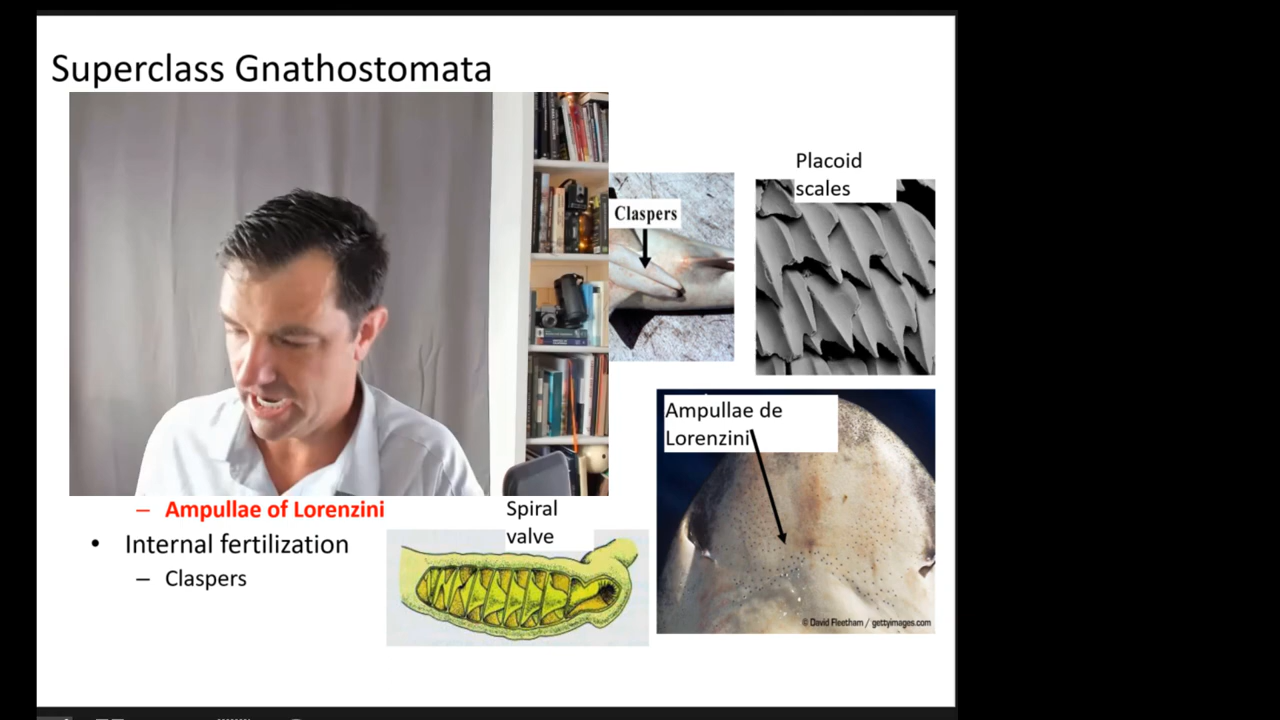 Superclass Gnathostomata
Placoid
scales
Claspers
Ampullae de
Lorenzini
– Ampullae of Lorenzini
Spiral
valve
• Internal fertilization
– Claspers
© David Fleetham / gettyimages.com